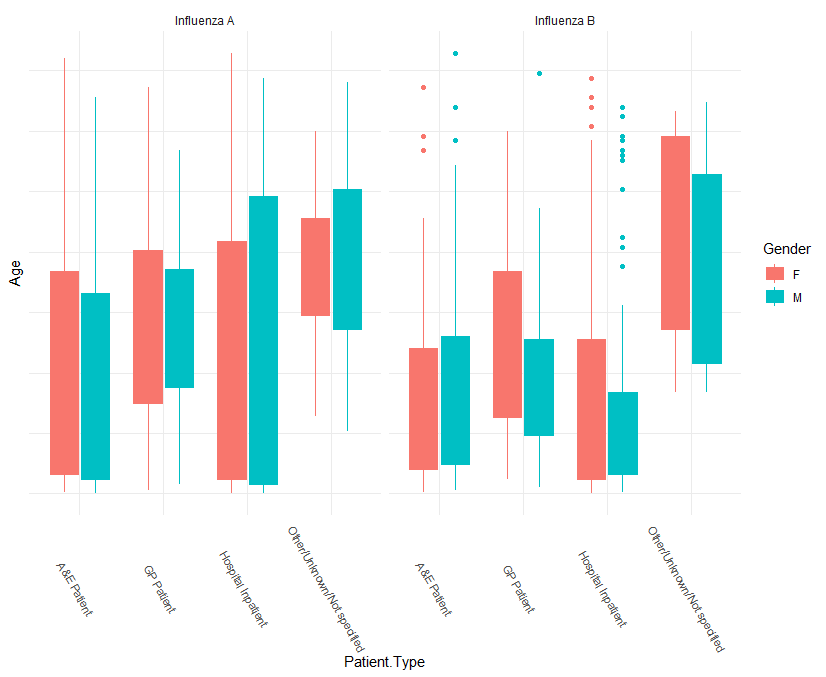 Influenza A
Influenza B
Age
Gender
F
M
A&E Patient
GP Patient
Hospital Inpatient
Other/Unknown/Not specified
A&E Patient
GP Patient
Hospital Inpatient
Other/Unknown/Not specified
Patient.Type